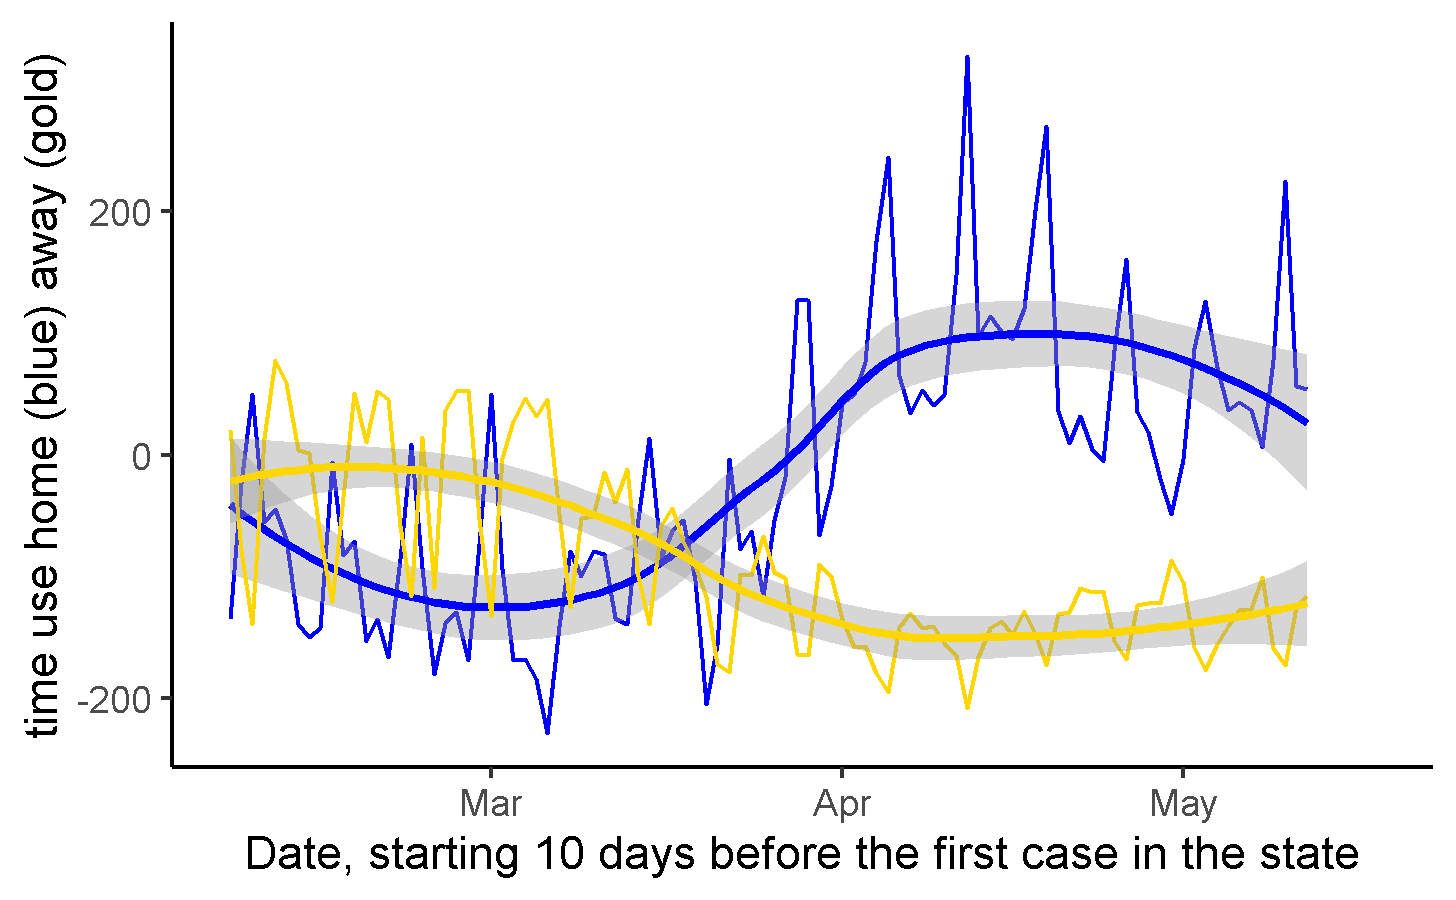 time use home (blue) away (gold)
200
0
-200
Mar
Apr
May
Date, starting 10 days before the first case in the state